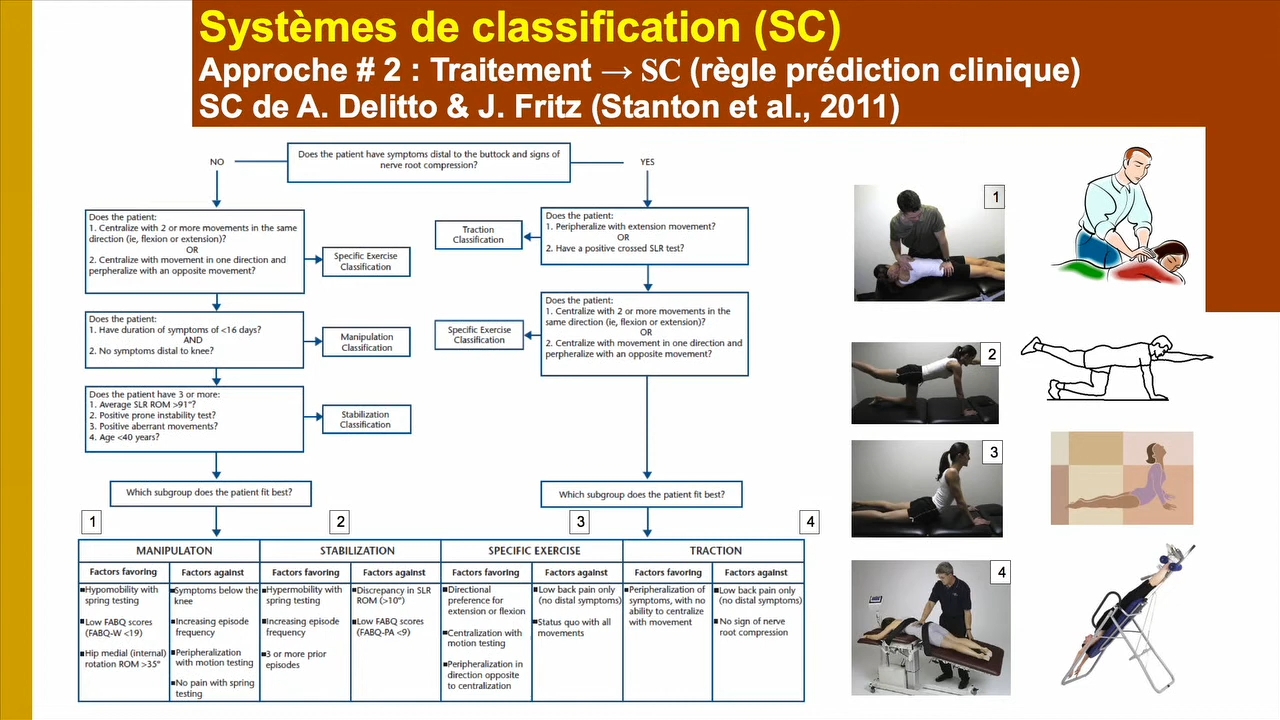 Systèmes de classification (SC)
Approche # 2 : Traitement → SC (règle prédiction clinique)
SC de A. Delitto & J. Fritz (Stanton et al., 2011)
Does the patient have symptoms distal to the buttock and signs of
nerve root compression?
NO
YES
Does the patient:
1. Centralize with 2 or more movements in the same
direction (ie, flexion or extension)?
OR
2. Centralize with movement in one direction and
perpheralize with an opposite movement?
Specific Exercise
Classification
Does the patient:
1. Have duration of symptoms of <16 days?
AND
2. No symptoms distal to knee?
Manipulation
Classification
Does the patient have 3 or more:
1. Average SLR ROM >91°?
2. Positive prone instability test?
3. Positive aberrant movements?
4. Age <40 years?
Stabilization
Classification
Which subgroup does the patient fit best?
Does the patient:
1. Peripheralize with extension movement?
OR
2. Have a positive crossed SLR test?
Traction
Classification
Does the patient:
1. Centralize with 2 or more movements in the
same direction (ie, flexion or extension)?
OR
2. Centralize with movement in one direction and
perpheralize with an opposite movement?
Specific Exercise
Classification
Which subgroup does the patient fit best?
1
2
3
4
MANIPULATON
Factors favoring
■Hypomobility with
spring testing
■Low FABQ scores
(FABQ-W <19)
■Hip medial (internal)
rotation ROM >35°
Factors against
■Symptoms below the
knee
■Increasing episode
frequency
■Peripheralization
with motion testing
■No pain with spring
testing
STABILIZATION
Factors favoring
■Hypermobility with
spring testing
■Increasing episode
frequency
■3 or more prior
episodes
Factors against
■Discrepancy in SLR
ROM (>10°)
■Low FABQ scores
(FABQ-PA <9)
SPECIFIC EXERCISE
Factors favoring
■Directional
preference for
extension or flexion
■Centralization with
motion testing
■Peripheralization in
direction opposite
to centralization
Factors against
■Low back pain only
(no distal symptoms)
■Status quo with all
movements
TRACTION
Factors favoring
■Peripheralization of
symptoms, with no
ability to centralize
with movement
Factors against
■Low back pain only
(no distal symptoms)
■No sign of nerve
root compression
1
2
3
4